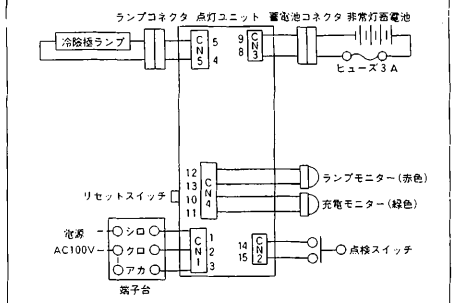 ランプコネクタ 点灯ユニット 蓄電池コネクタ 非常灯蓄電池
冷陰極ランプ
CN5
5
4
9
8
CN3
ヒューズ3A
12
13
10
11
CN4
ランプモニター(赤色)
リセットスイッチ
充電モニター(緑色)
電源
AC100V
シロ
クロ
アカ
端子台
CN1
1
2
3
14
15
CN2
点検スイッチ